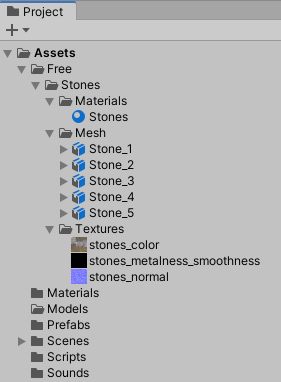 Project
Assets
Free
Stones
Materials
Stones
Mesh
Stone_1
Stone_2
Stone_3
Stone_4
Stone_5
Textures
stones_color
stones_metalness_smoothness
stones_normal
Materials
Models
Prefabs
Scenes
Scripts
Sounds